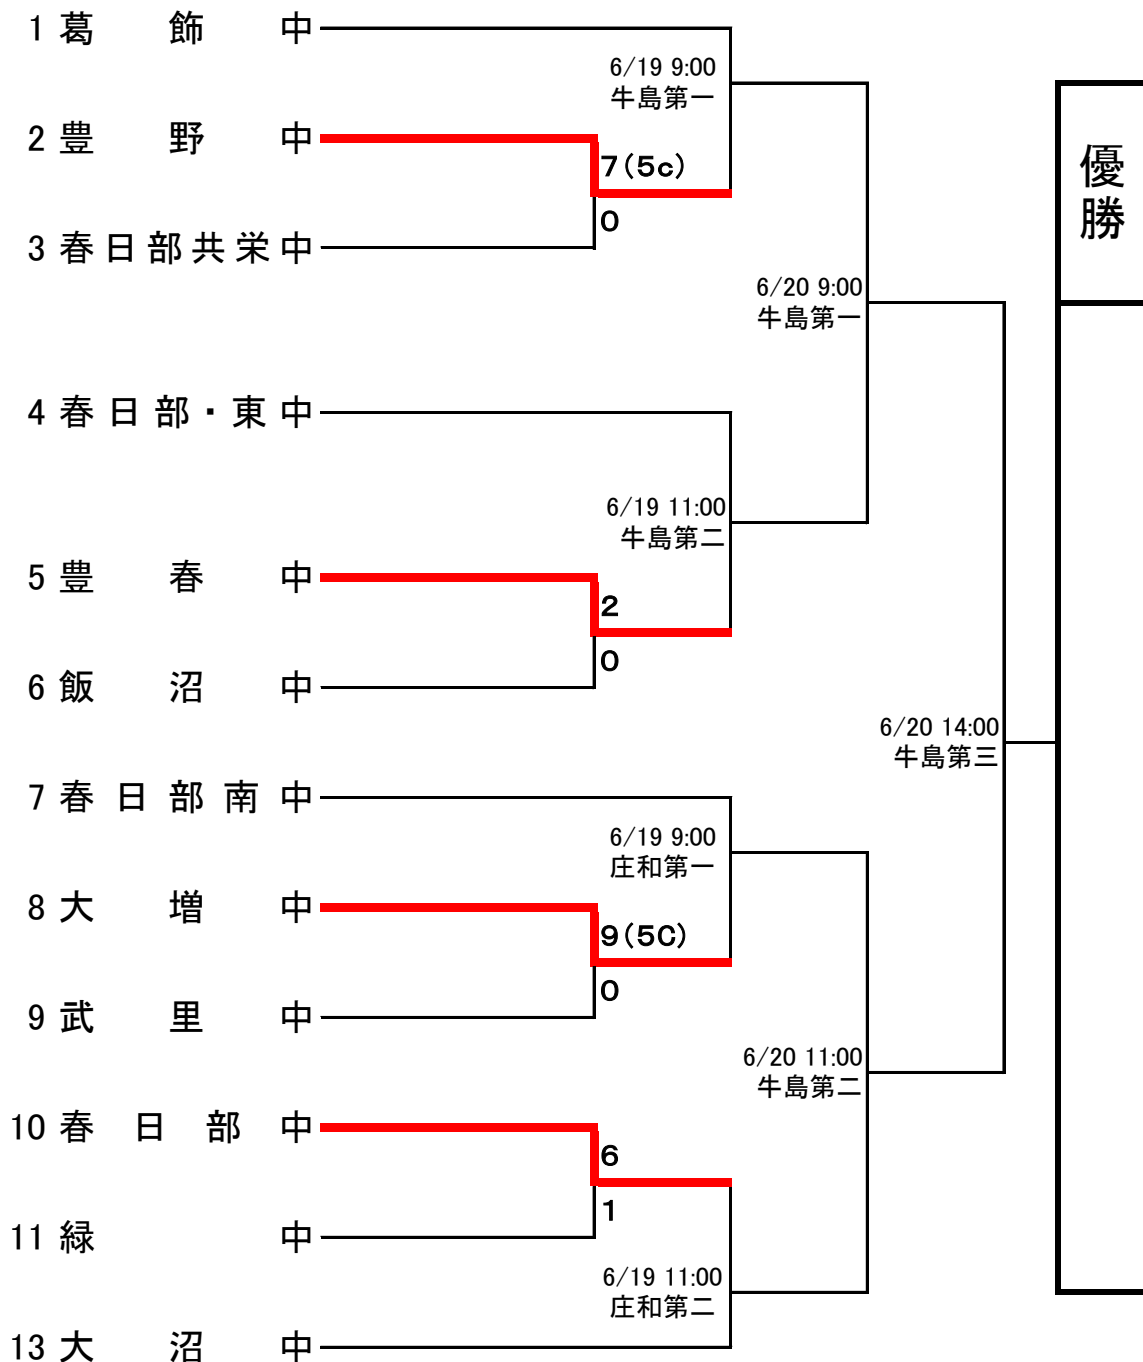 1 葛飾中
6/19 9:00
牛島第一
2 豊野中
7(5c)
0
3 春日部共栄中
優勝
6/20 9:00
牛島第一
4 春日部・東中
6/19 11:00
牛島第二
5 豊春中
2
0
6 飯沼中
6/20 14:00
牛島第三
7 春日部南中
6/19 9:00
庄和第一
8 大増中
9(5C)
0
9 武里中
6/20 11:00
牛島第二
10 春日部中
6
1
11 緑中
6/19 11:00
庄和第二
13 大沼中